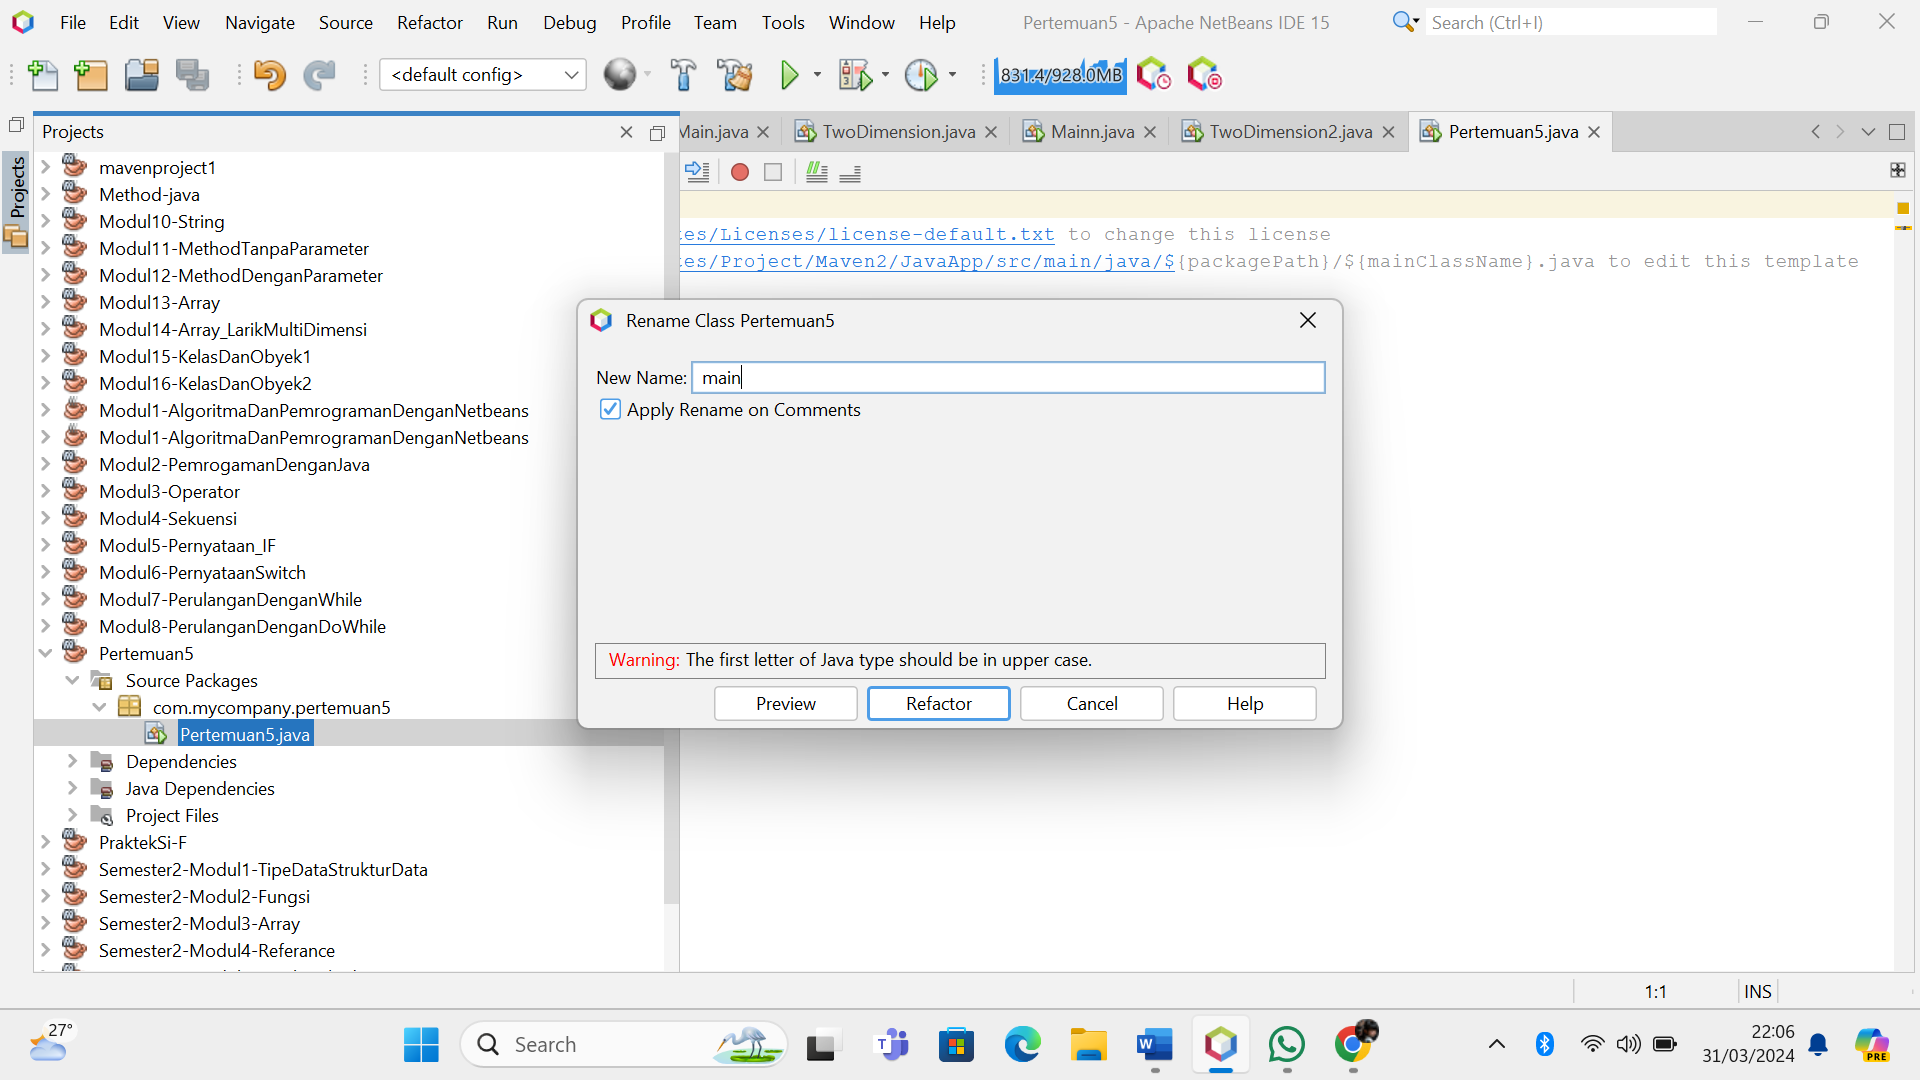 File Edit View Navigate Source Refactor Run Debug Profile Team Tools Window Help
Pertemuan5 - Apache NetBeans IDE 15
Search (Ctrl+I)
<default config>
831.4/928.0MB
Projects
Projects
Main.java
TwoDimension.java
Mainn.java
TwoDimension2.java
Pertemuan5.java
mavenproject1
Method-java
Modul10-String
Modul11-MethodTanpaParameter
Modul12-MethodDenganParameter
Modul13-Array
Modul14-Array_LarikMultiDimensi
Modul15-KelasDanObyek1
Modul16-KelasDanObyek2
Modul1-AlgoritmaDanPemrogramanDenganNetbeans
Modul1-AlgoritmaDanPemrogramanDenganNetbeans
Modul2-PemrogamanDenganJava
Modul3-Operator
Modul4-Sekuensi
Modul5-Pernyataan_IF
Modul6-PernyataanSwitch
Modul7-PerulanganDenganWhile
Modul8-PerulanganDenganDoWhile
Pertemuan5
Source Packages
com.mycompany.pertemuan5
Pertemuan5.java
Dependencies
Java Dependencies
Project Files
PraktekSi-F
Semester2-Modul1-TipeDataStrukturData
Semester2-Modul2-Fungsi
Semester2-Modul3-Array
Semester2-Modul4-Referance
tes/Licenses/license-default.txt to change this license
tes/Project/Maven2/JavaApp/src/main/java/${packagePath}/${mainClassName}.java to edit this template
Rename Class Pertemuan5
New Name: main
Apply Rename on Comments
Warning: The first letter of Java type should be in upper case.
Preview Refactor Cancel Help
1:1 INS
27°
Search
22:06
31/03/2024
PRE